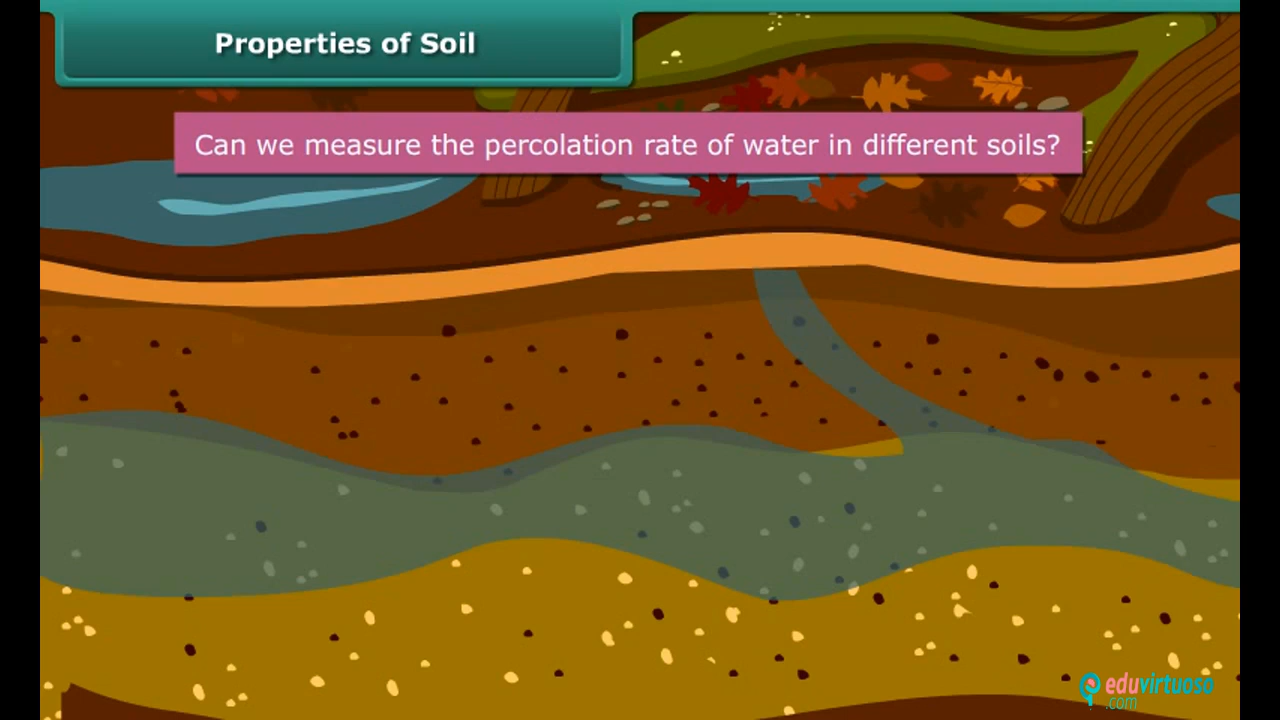 Properties of Soil
Can we measure the percolation rate of water in different soils?
eduvirtuoso
.com